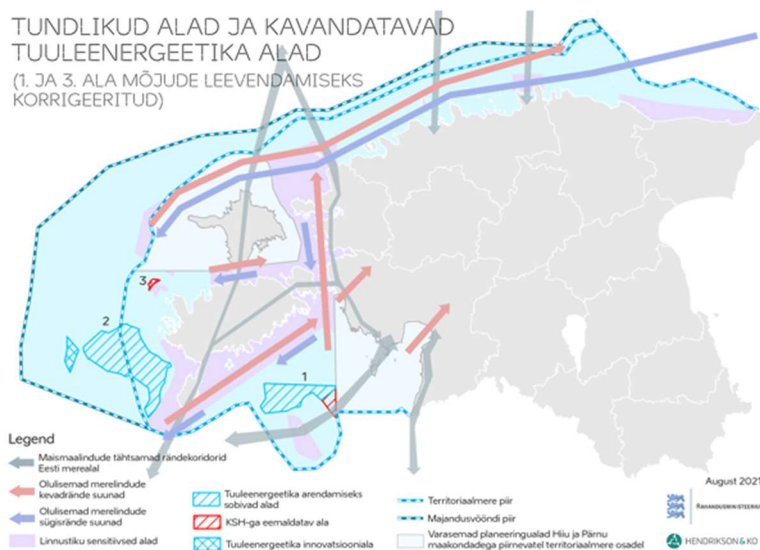 TUNDLIKUD ALAD JA KAVANDATAVAD
TUULEENERGEETIKA ALAD
(1. JA 3. ALA MÕJUDE LEEVENDAMISEKS
KORRIGEERITUD)
3
2
1
Legend
Maismaalindude tähtsamad rändekoridorid
Eesti merealal
Olulisemad merelindude
kevadrände suunad
Olulisemad merelindude
sügisrände suunad
Linnustiku sensitiivsed alad
Tuuleenergeetika arendamiseks
sobivad alad
KSH-ga eemaldatav ala
Tuuleenergeetika innovatsiooniala
Territoriaalmere piir
Majandusvööndi piir
Varasemad planeeringualad Hiiu ja Pärnu
maakondadega piirnevatel territoriaalmere osadel
August 2021
RAHANDUSMINISTEERIUM
HENDRIKSON & KO